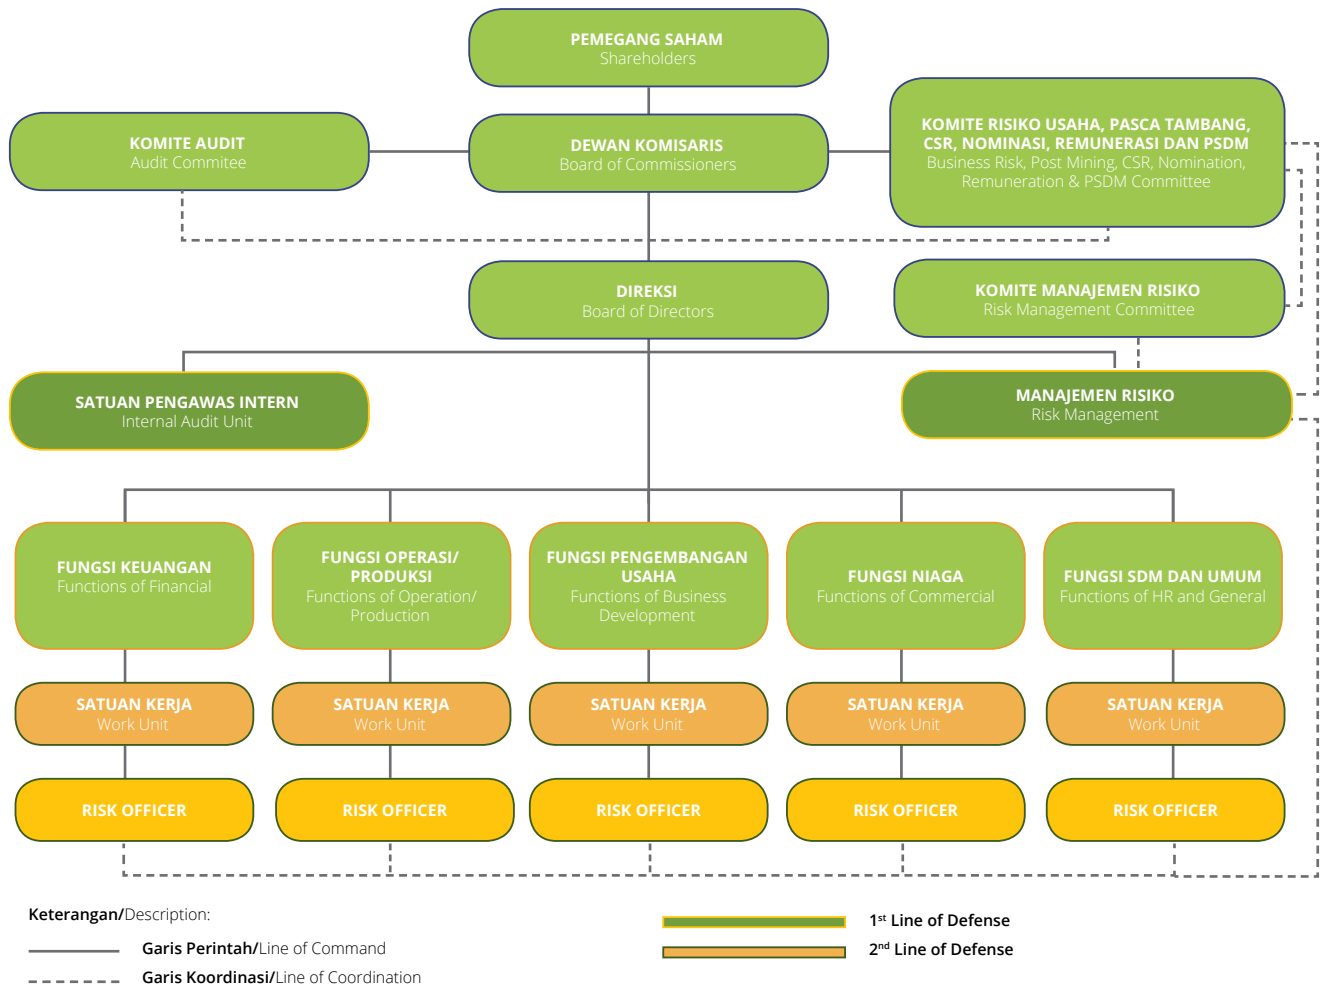 PEMEGANG SAHAM
Shareholders
KOMITE AUDIT
Audit Commitee
DEWAN KOMISARIS
Board of Commissioners
KOMITE RISIKO USAHA, PASCA TAMBANG,
CSR, NOMINASI, REMUNERASI DAN PSDM
Business Risk, Post Mining, CSR, Nomination,
Remuneration & PSDM Committee
DIREKSI
Board of Directors
KOMITE MANAJEMEN RISIKO
Risk Management Committee
SATUAN PENGAWAS INTERN
Internal Audit Unit
MANAJEMEN RISIKO
Risk Management
FUNGSI KEUANGAN
Functions of Financial
FUNGSI OPERASI/
PRODUKSI
Functions of Operation/
Production
FUNGSI PENGEMBANGAN
USAHA
Functions of Business
Development
FUNGSI NIAGA
Functions of Commercial
FUNGSI SDM DAN UMUM
Functions of HR and General
SATUAN KERJA
Work Unit
SATUAN KERJA
Work Unit
SATUAN KERJA
Work Unit
SATUAN KERJA
Work Unit
SATUAN KERJA
Work Unit
RISK OFFICER
RISK OFFICER
RISK OFFICER
RISK OFFICER
RISK OFFICER
Keterangan/Description:
Garis Perintah/Line of Command
Garis Koordinasi/Line of Coordination
1st Line of Defense
2nd Line of Defense